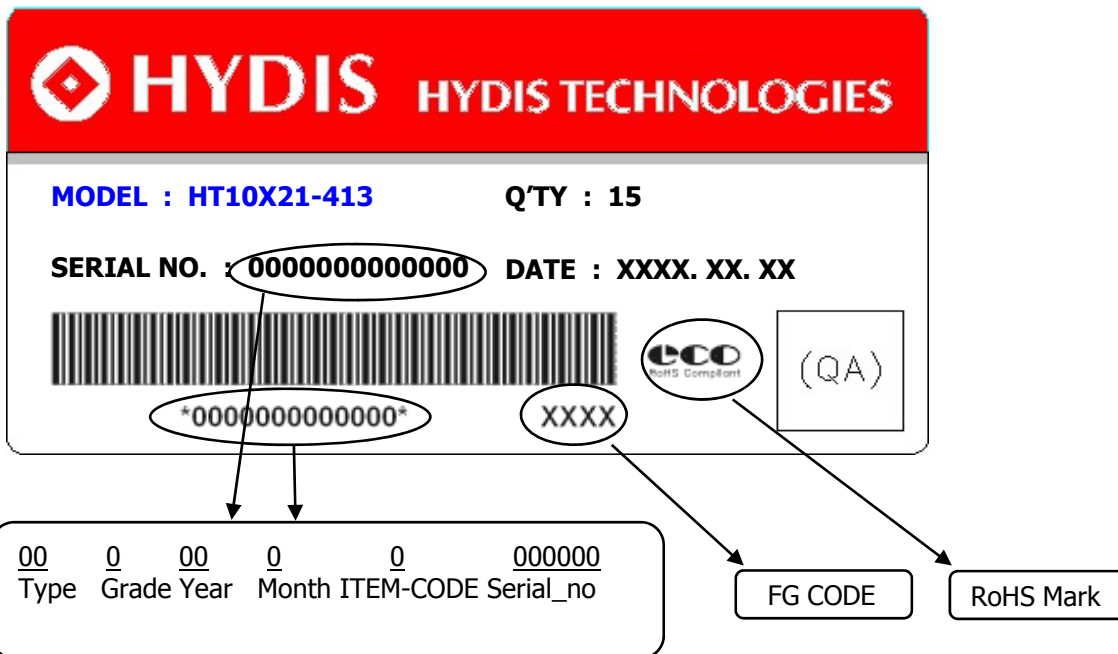 HYDIS HYDIS TECHNOLOGIES
MODEL : HT10X21-413 Q'TY : 15
SERIAL NO. : 0000000000000 DATE : XXXX. XX. XX
eco
RoHS Compliant
(QA)
*0000000000000* XXXX
00 0 00 0 0 000000
Type Grade Year Month ITEM-CODE Serial_no
FG CODE
RoHS Mark